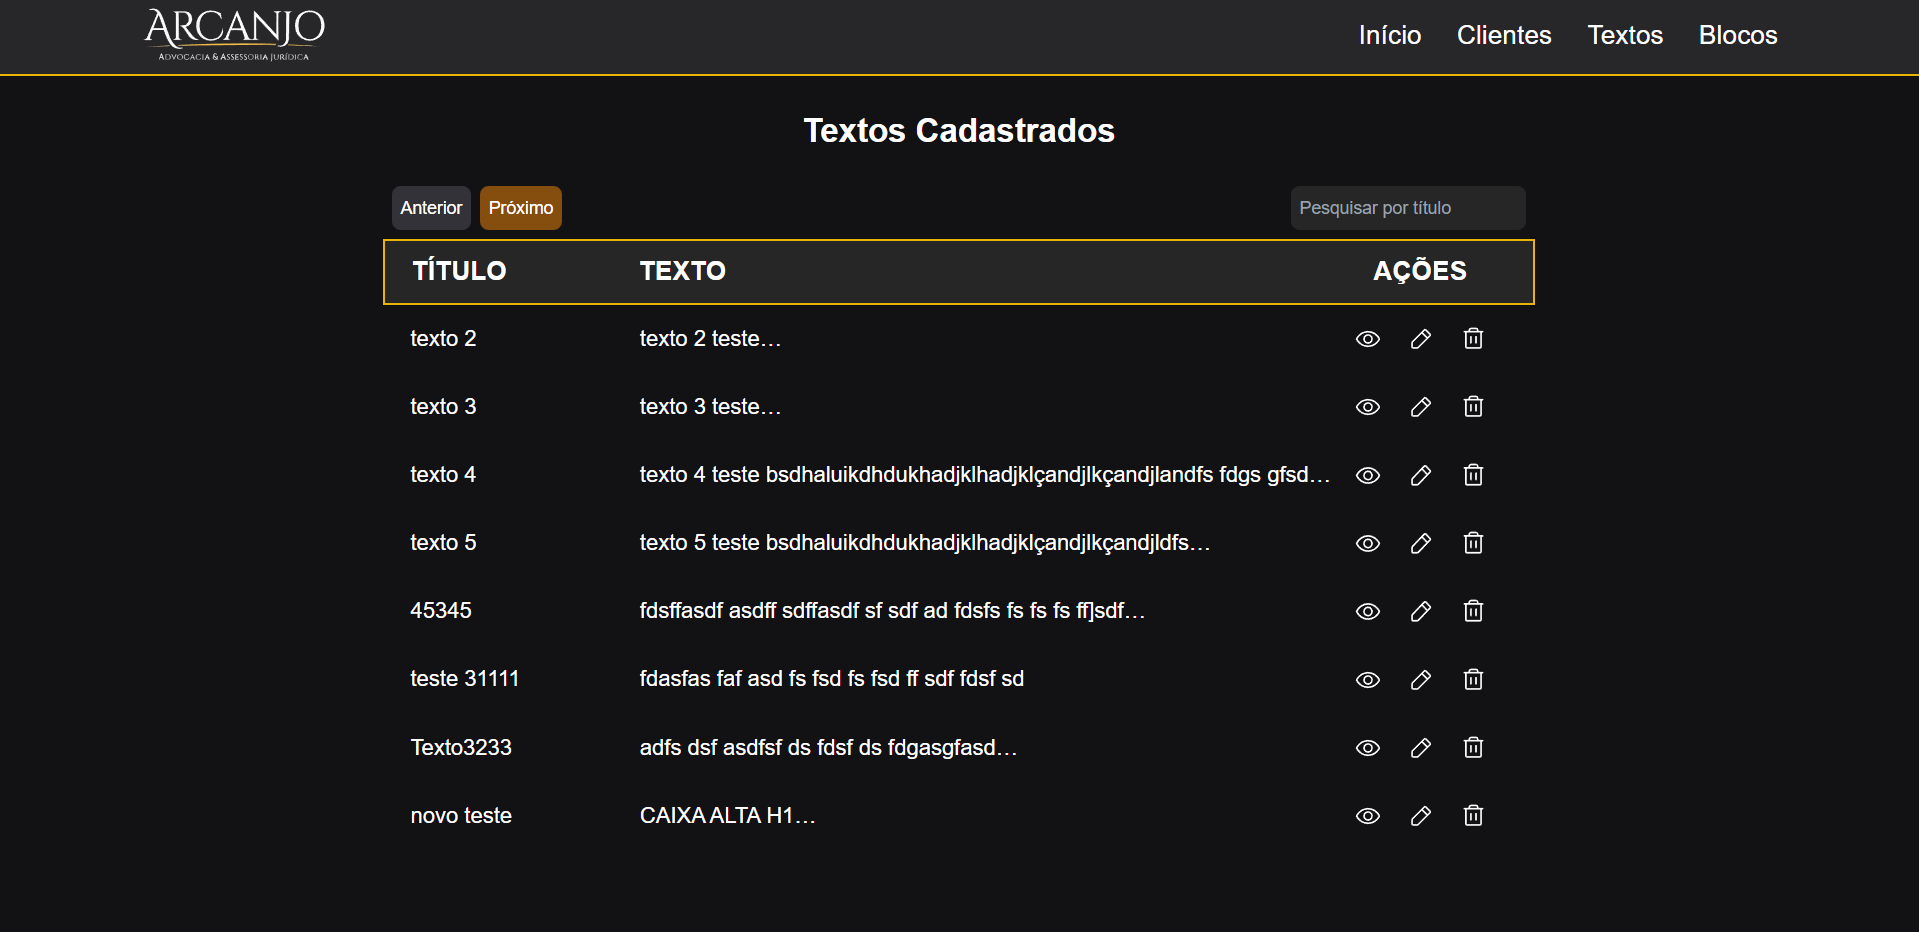 ARCANJO
ADVOCACIA & ASSESSORIA JURÍDICA
Início Clientes Textos Blocos
Textos Cadastrados
Anterior Próximo Pesquisar por título
TÍTULO TEXTO AÇÕES
texto 2 texto 2 teste…
texto 3 texto 3 teste…
texto 4 texto 4 teste bsdhaluikdhdukhadjklhadjklçandjlkçandjlandfs fdgs gfsd…
texto 5 texto 5 teste bsdhaluikdhdukhadjklhadjklçandjlkçandjldfs…
45345 fdsffasdf asdff sdffasdf sf sdf ad fdsfs fs fs fs ff]sdf…
teste 31111 fdasfas faf asd fs fsd fs fsd ff sdf fdsf sd
Texto3233 adfs dsf asdfsf ds fdsf ds fdgasgfasd…
novo teste CAIXA ALTA H1…